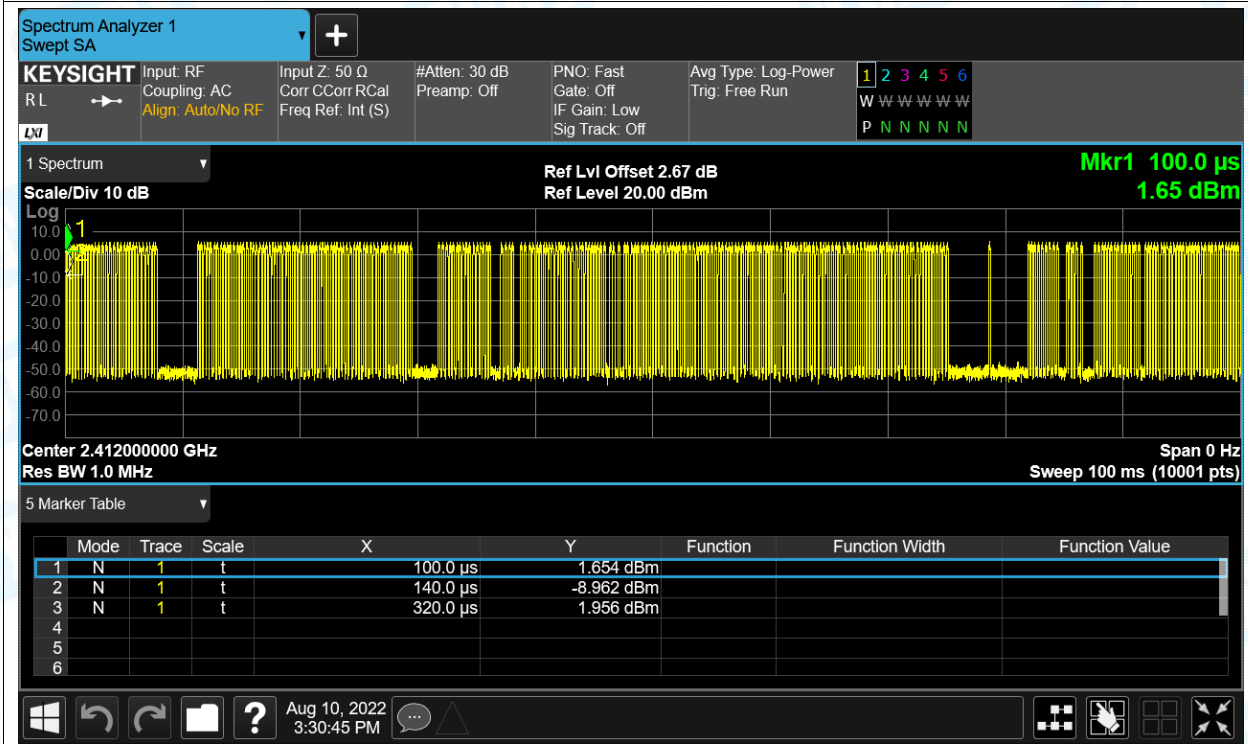 Spectrum Analyzer 1
Swept SA
+
KEYSIGHT
R L
LXI
Input: RF
Coupling: AC
Align: Auto/No RF
Input Z: 50 Ω
Corr CCorr RCal
Freq Ref: Int (S)
#Atten: 30 dB
Preamp: Off
PNO: Fast
Gate: Off
IF Gain: Low
Sig Track: Off
Avg Type: Log-Power
Trig: Free Run
1 2 3 4 5 6
W W W W W W
P N N N N N
1 Spectrum
Scale/Div 10 dB
Ref Lvl Offset 2.67 dB
Ref Level 20.00 dBm
Mkr1 100.0 µs
1.65 dBm
Log
1
10.0
0.00
-10.0
-20.0
-30.0
-40.0
-50.0
-60.0
-70.0
Center 2.412000000 GHz
Res BW 1.0 MHz
Span 0 Hz
Sweep 100 ms (10001 pts)
5 Marker Table
Mode Trace Scale X Y Function Function Width Function Value
1 N 1 t 100.0 µs 1.654 dBm
2 N 1 t 140.0 µs -8.962 dBm
3 N 1 t 320.0 µs 1.956 dBm
4
5
6
?
Aug 10, 2022
3:30:45 PM